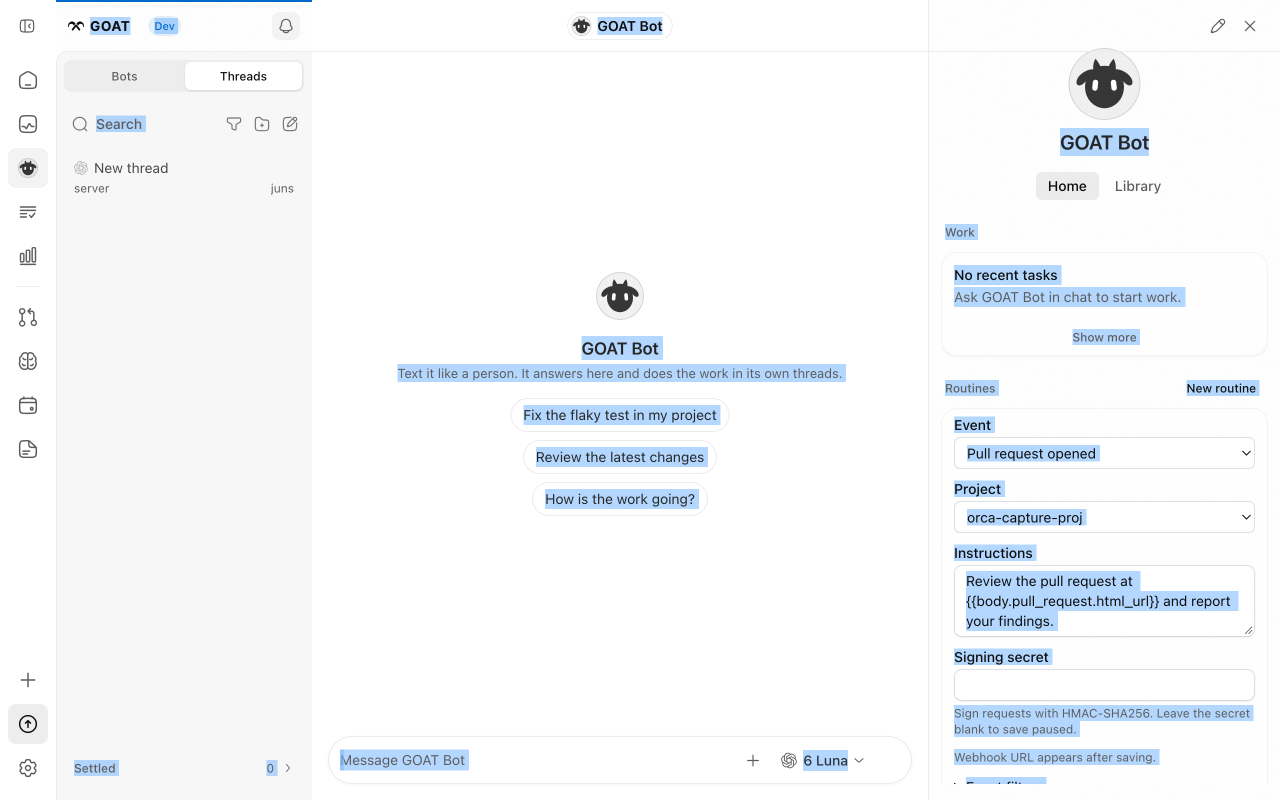 GOAT Dev
GOAT Bot
Bots Threads
Search
New thread
server juns
Settled 0
GOAT Bot
Text it like a person. It answers here and does the work in its own threads.
Fix the flaky test in my project
Review the latest changes
How is the work going?
Message GOAT Bot
6 Luna
GOAT Bot
Home Library
Work
No recent tasks
Ask GOAT Bot in chat to start work.
Show more
Routines New routine
Event
Pull request opened
Project
orca-capture-proj
Instructions
Review the pull request at
{{body.pull_request.html_url}} and report
your findings.
Signing secret
Sign requests with HMAC-SHA256. Leave the secret
blank to save paused.
Webhook URL appears after saving.